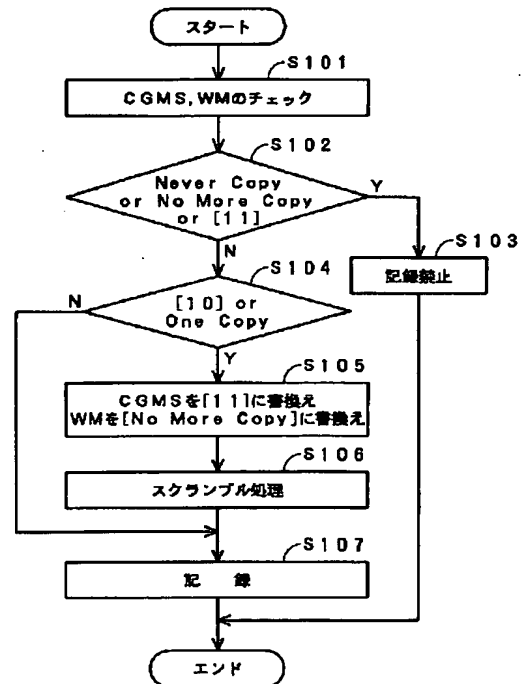 スタート
S101
CGMS,WMのチェック
S102
Never Copy
or No More Copy
or [11]
Y
N
S103
記録禁止
S104
N
[10] or
One Copy
Y
S105
CGMSを[11]に書換え
WMを[No More Copy]に書換え
S106
スクランブル処理
S107
記 録
エンド